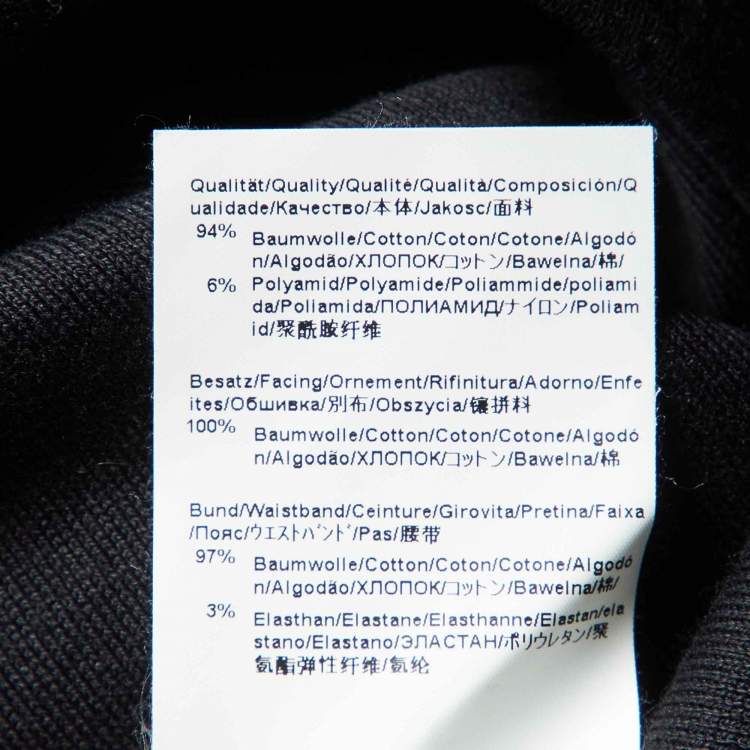 Qualität/Quality/Qualité/Qualità/Composición/Q
ualidade/Качество/本体/Jakosc/面料
94% Baumwolle/Cotton/Coton/Cotone/Algodó
n/Algodão/ХЛОПОК/コットン/Bawelna/棉/
6% Polyamid/Polyamide/Poliammide/poliami
da/Poliamida/ПОЛИАМИД/ナイロン/Poliam
id/聚酰胺纤维
Besatz/Facing/Ornement/Rifinitura/Adorno/Enfe
ites/Обшивка/別布/Obszycia/镶拼料
100% Baumwolle/Cotton/Coton/Cotone/Algodó
n/Algodão/ХЛОПОК/コットン/Bawelna/棉
Bund/Waistband/Ceinture/Girovita/Pretina/Faixa
/Пояс/ウエストバンド/Pas/腰带
97% Baumwolle/Cotton/Coton/Cotone/Algodó
n/Algodão/ХЛОПОК/コットン/Bawelna/棉/
3% Elasthan/Elastane/Elasthanne/Elastan/ela
stano/Elastano/ЭЛАСТАН/ポリウレタン/聚
氨酯弹性纤维/氨纶